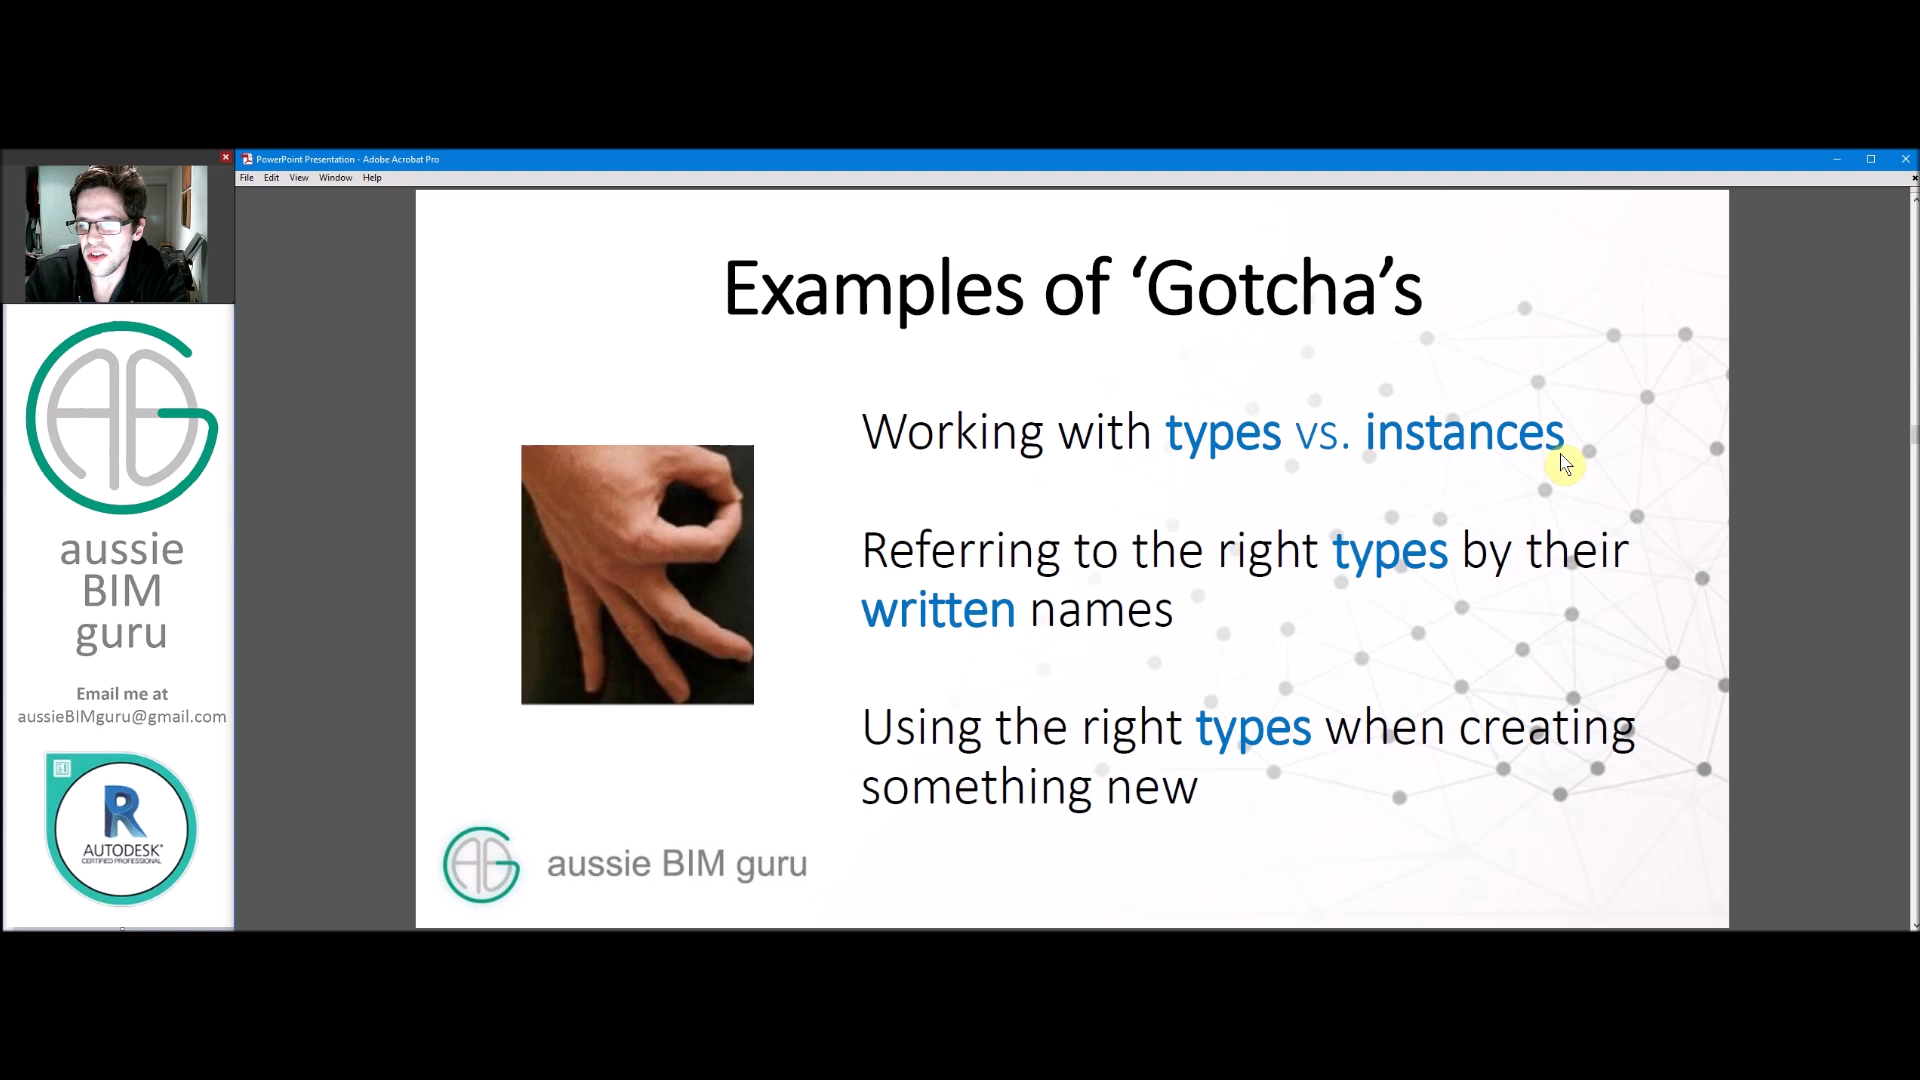 PowerPoint Presentation - Adobe Acrobat Pro
File Edit View Window Help
Examples of ‘Gotcha’s
Working with types vs. instances
Referring to the right types by their
written names
Using the right types when creating
something new
aussie BIM guru
aussie
BIM
guru
Email me at
aussieBIMguru@gmail.com
R
AUTODESK®
CERTIFIED PROFESSIONAL